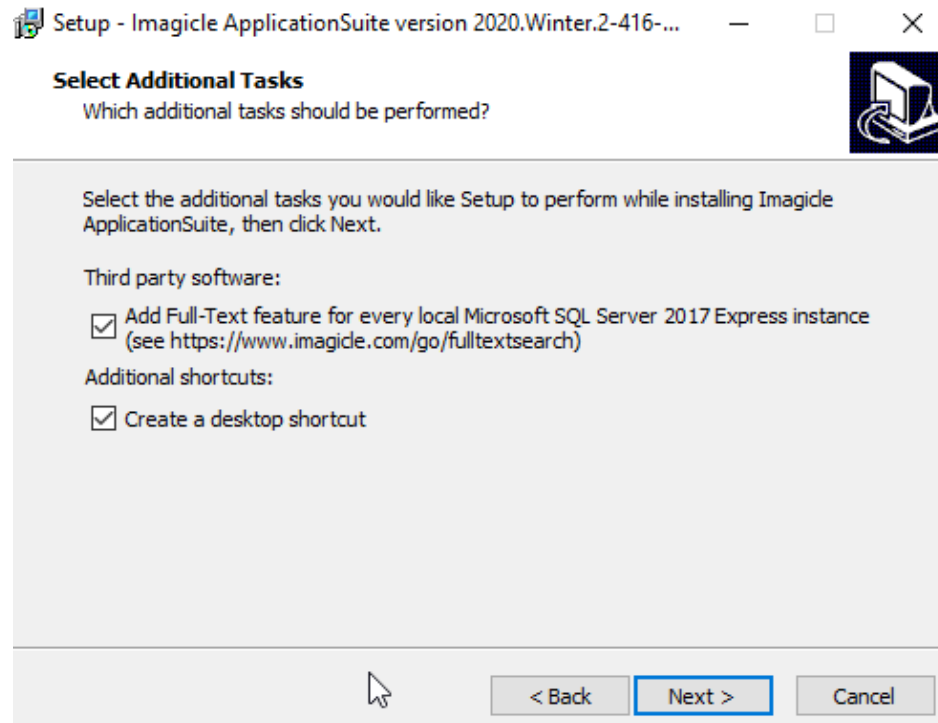 Setup - Imagicle ApplicationSuite version 2020.Winter.2-416-...
Select Additional Tasks
Which additional tasks should be performed?
Select the additional tasks you would like Setup to perform while installing Imagicle
ApplicationSuite, then click Next.
Third party software:
Add Full-Text feature for every local Microsoft SQL Server 2017 Express instance
(see https://www.imagicle.com/go/fulltextsearch)
Additional shortcuts:
Create a desktop shortcut
< Back Next > Cancel